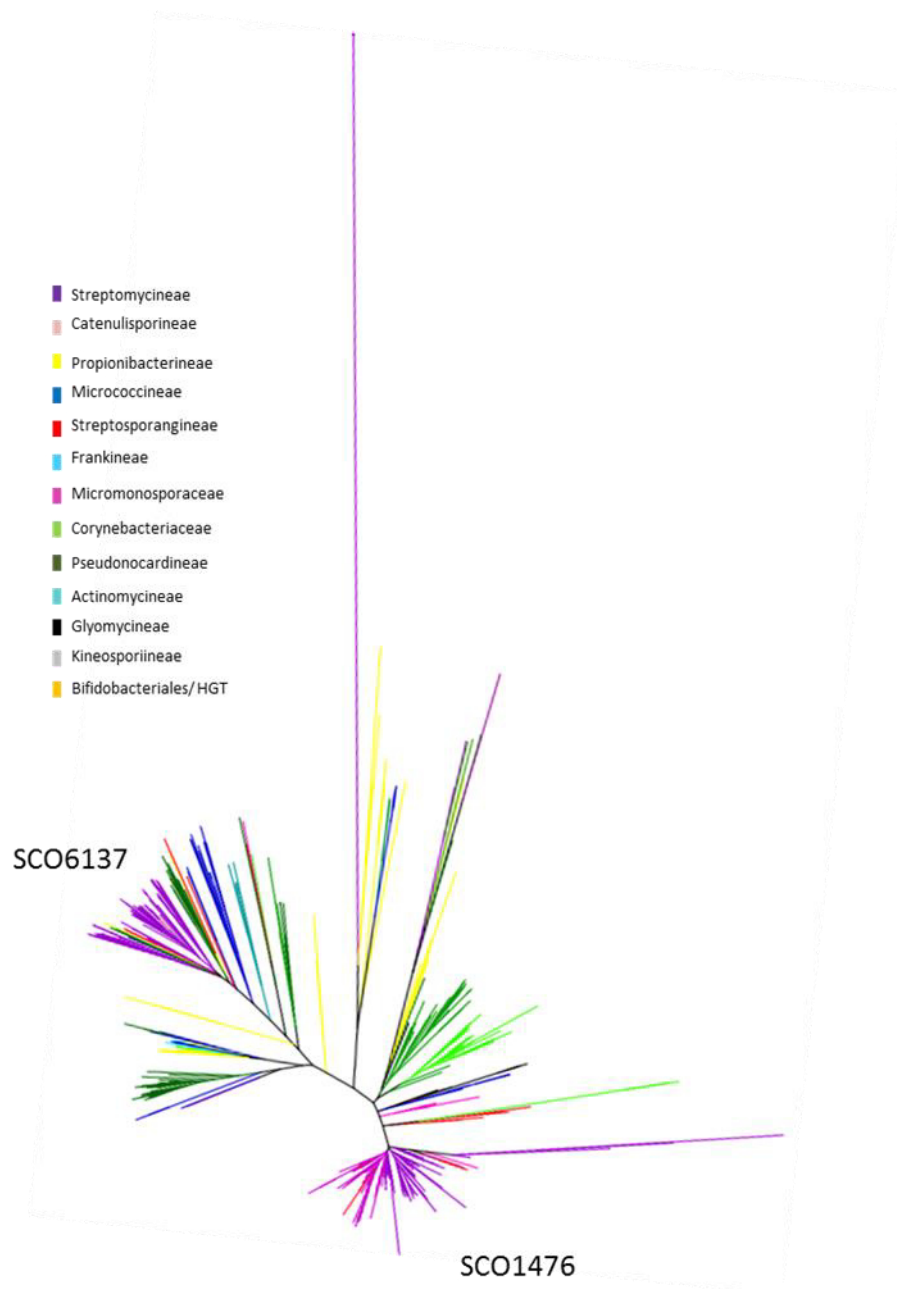 Streptomycineae
Catenulisporineae
Propionibacterineae
Micrococcineae
Streptosporangineae
Frankineae
Micromonosporaceae
Corynebacteriaceae
Pseudonocardineae
Actinomycineae
Glyomycineae
Kineosporiineae
Bifidobacteriales/HGT
SCO6137
SCO1476